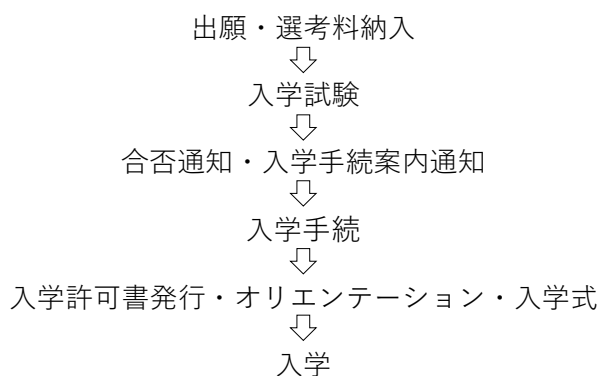 出願・選考料納入
入学試験
合否通知・入学手続案内通知
入学手続
入学許可書発行・オリエンテーション・入学式
入学